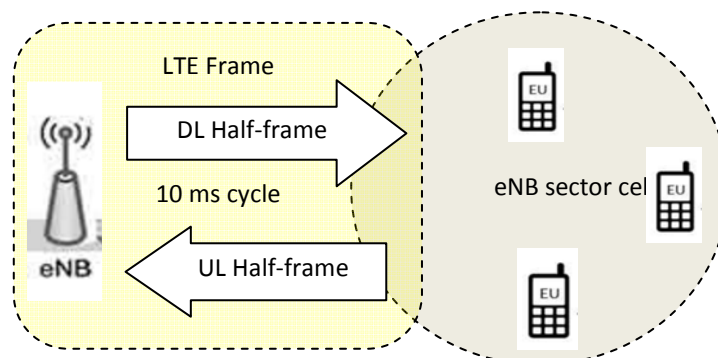 LTE Frame
DL Half-frame
10 ms cycle
UL Half-frame
eNB
eNB sector cel
EU
EU
EU